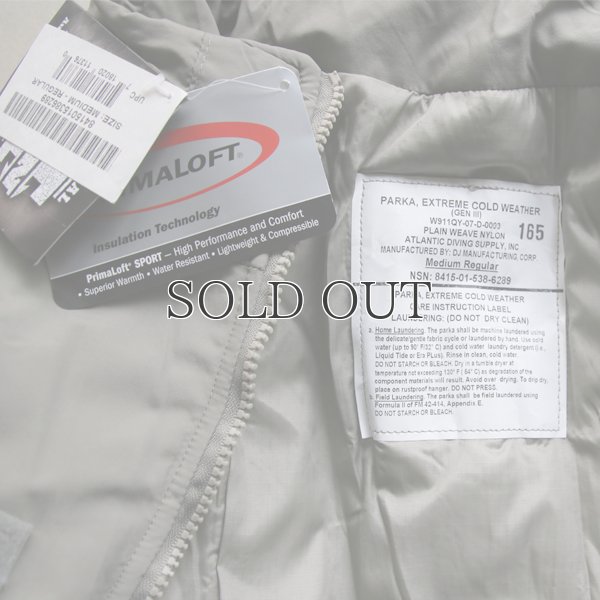 SIZE: MEDIUM - REGULAR
8415015386289
UPC
MALOFT®
Insulation Technology
PrimaLoft® SPORT – High Performance and Comfort
• Superior Warmth • Water Resistant • Lightweight & Compressible
PARKA, EXTREME COLD WEATHER
(GEN III)
W911QY-07-D-0003
PLAIN WEAVE NYLON 165
ATLANTIC DIVING SUPPLY, INC
MANUFACTURED BY: DJ MANUFACTURING, CORP.
Medium Regular
NSN: 8415-01-538-6289
PARKA, EXTREME COLD WEATHER
CARE INSTRUCTION LABEL
LAUNDERING: (DO NOT DRY CLEAN)
a. Home Laundering. The parka shall be machine laundered using
the delicate/gentle fabric cycle or laundered by hand. Use cold
water (up to 90° F/32° C) and cold water laundry detergent (i.e.,
Liquid Tide or Era PLus). Rinse in clean, cold water.
DO NOT STARCH OR BLEACH. Dry in a tumble dryer at
temperature not exceeding 130° F ( 54° C) as degradation of the
component materials will result. Avoid over drying. To drip dry,
place on rustproof hanger. DO NOT PRESS.
b. Field Laundering. The parka shall be field laundered using
Formula II of FM 42-414, Appendix E.
DO NOT STARCH OR BLEACH.
SOLD OUT